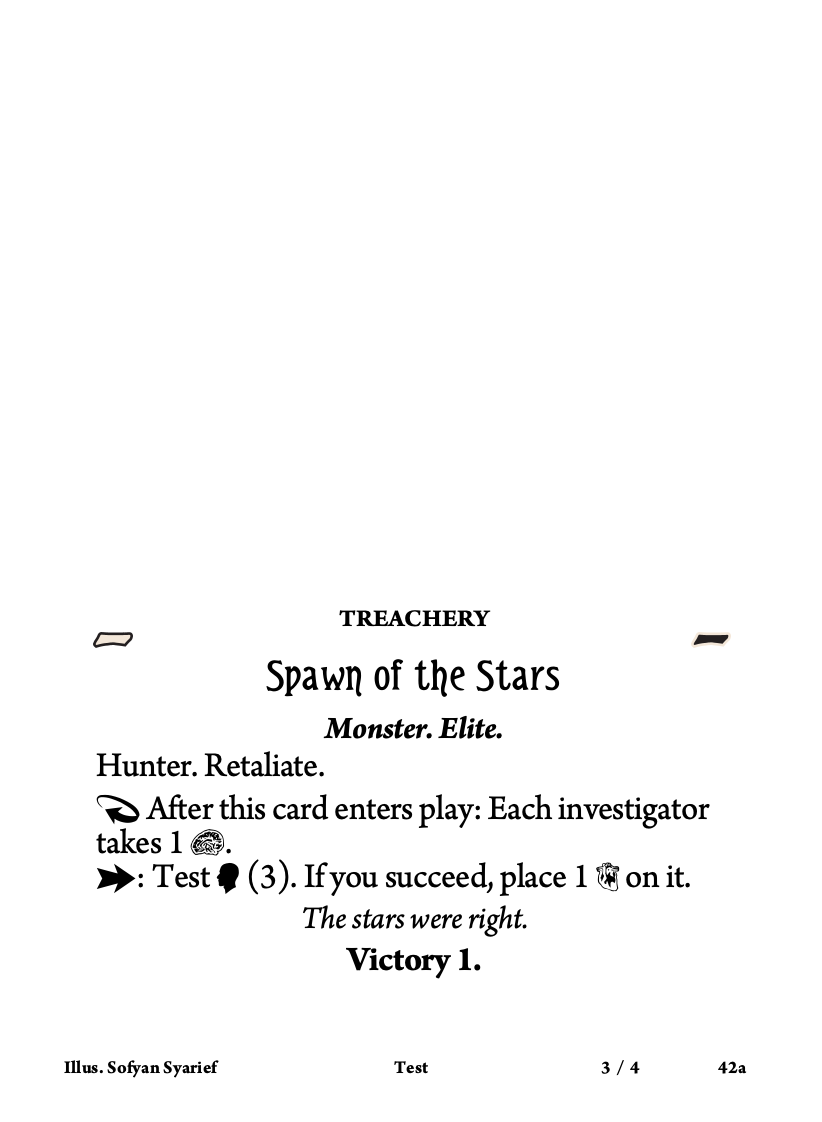 TREACHERY
Spawn of the Stars
Monster. Elite.
Hunter. Retaliate.
After this card enters play: Each investigator
takes 1 .
: Test (3). If you succeed, place 1 on it.
The stars were right.
Victory 1.
Illus. Sofyan Syarief Test 3 / 4 42a